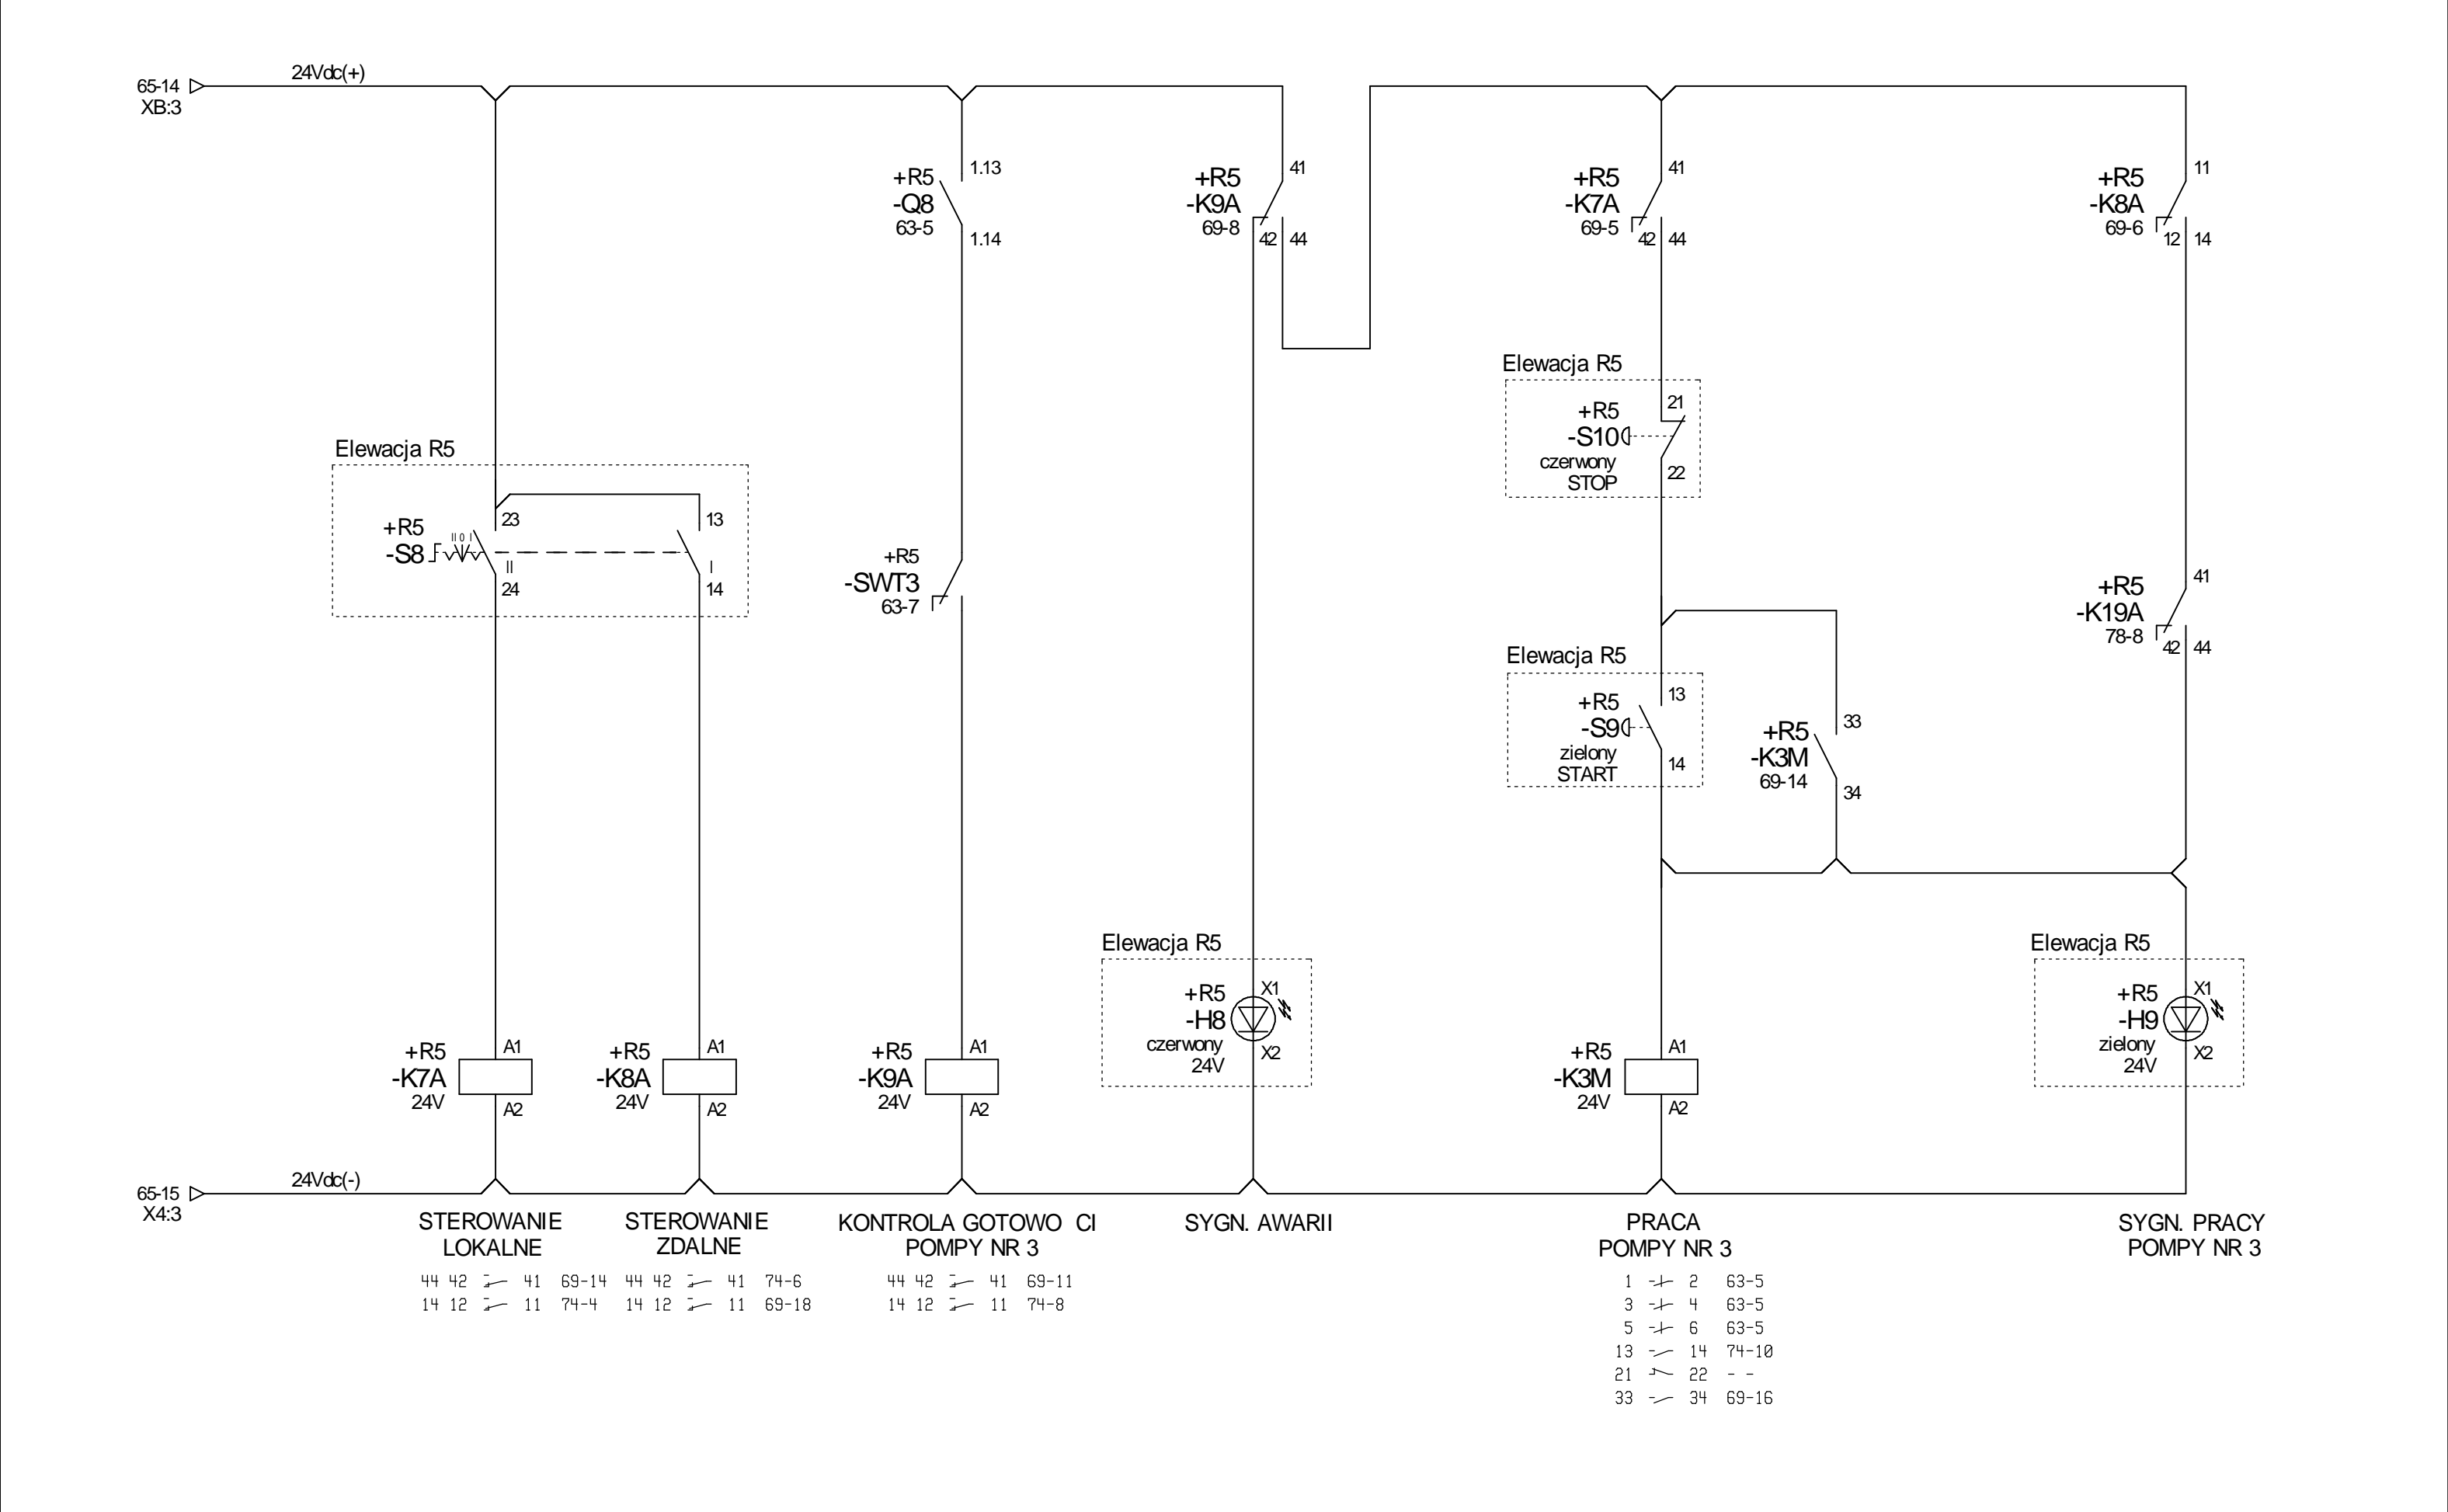 65-14
XB:3
24Vdc(+)
+R5
-Q8
63-5
1.13
1.14
+R5
-K9A
69-8
41
42 44
+R5
-K7A
69-5
41
42 44
+R5
-K8A
69-6
11
12 14
Elewacja R5
+R5
-S8
II 0 I
23
II
24
13
I
14
+R5
-SWT3
63-7
Elewacja R5
+R5
-S10
czerwony
STOP
21
22
Elewacja R5
+R5
-S9
zielony
START
13
14
+R5
-K3M
69-14
33
34
+R5
-K19A
78-8
41
42 44
+R5
-K7A
24V
A1
A2
+R5
-K8A
24V
A1
A2
+R5
-K9A
24V
A1
A2
Elewacja R5
+R5
-H8
czerwony
24V
X1
X2
+R5
-K3M
24V
A1
A2
Elewacja R5
+R5
-H9
zielony
24V
X1
X2
65-15
X4:3
24Vdc(-)
STEROWANIE
LOKALNE
44 42 41 69-14
14 12 11 74-4
STEROWANIE
ZDALNE
44 42 41 74-6
14 12 11 69-18
KONTROLA GOTOWO CI
POMPY NR 3
44 42 41 69-11
14 12 11 74-8
SYGN. AWARII
PRACA
POMPY NR 3
1 2 63-5
3 4 63-5
5 6 63-5
13 14 74-10
21 22 - -
33 34 69-16
SYGN. PRACY
POMPY NR 3